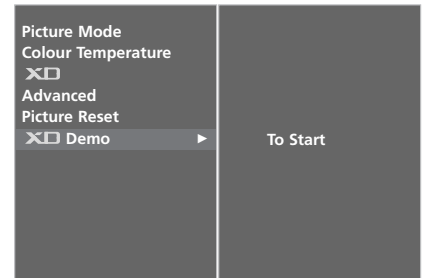 Picture Mode
Colour Temperature
XD
Advanced
Picture Reset
XD Demo
To Start